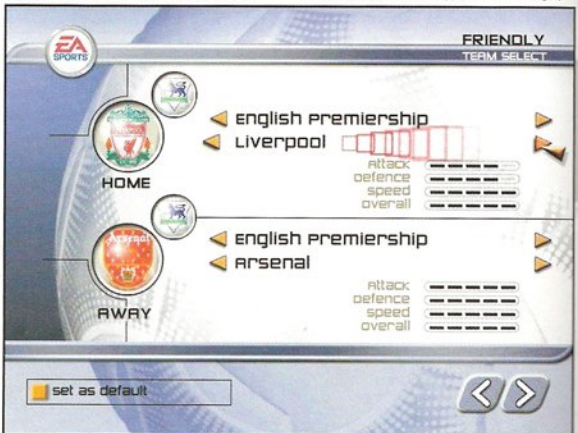 EA
SPORTS
FRIENDLY
TEAM SELECT
English Premiership
Liverpool
HOME
Attack
Defence
speed
overall
English Premiership
Arsenal
Arsenal
AWAY
Attack
Defence
speed
overall
set as default